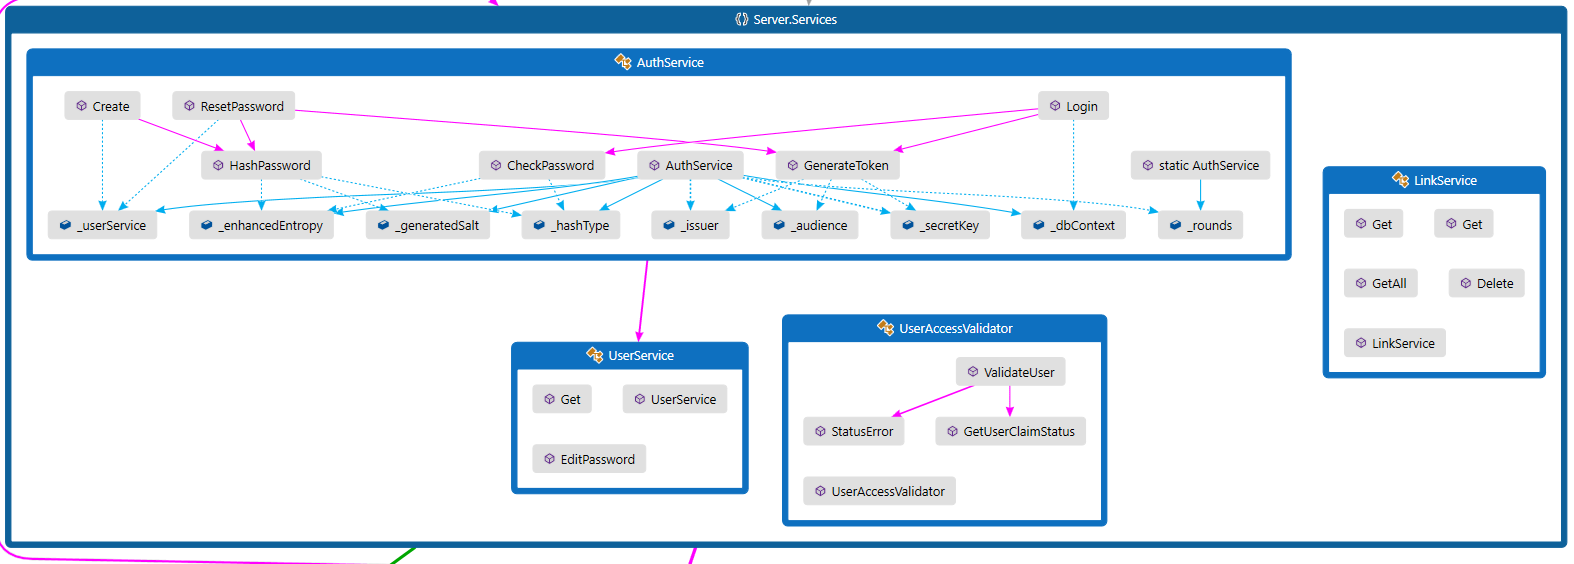 Server.Services
AuthService
Create
ResetPassword
Login
HashPassword
CheckPassword
AuthService
GenerateToken
static AuthService
_userService
_enhancedEntropy
_generatedSalt
_hashType
_issuer
_audience
_secretKey
_dbContext
_rounds
LinkService
Get
Get
GetAll
Delete
LinkService
UserService
Get
UserService
EditPassword
UserAccessValidator
ValidateUser
StatusError
GetUserClaimStatus
UserAccessValidator